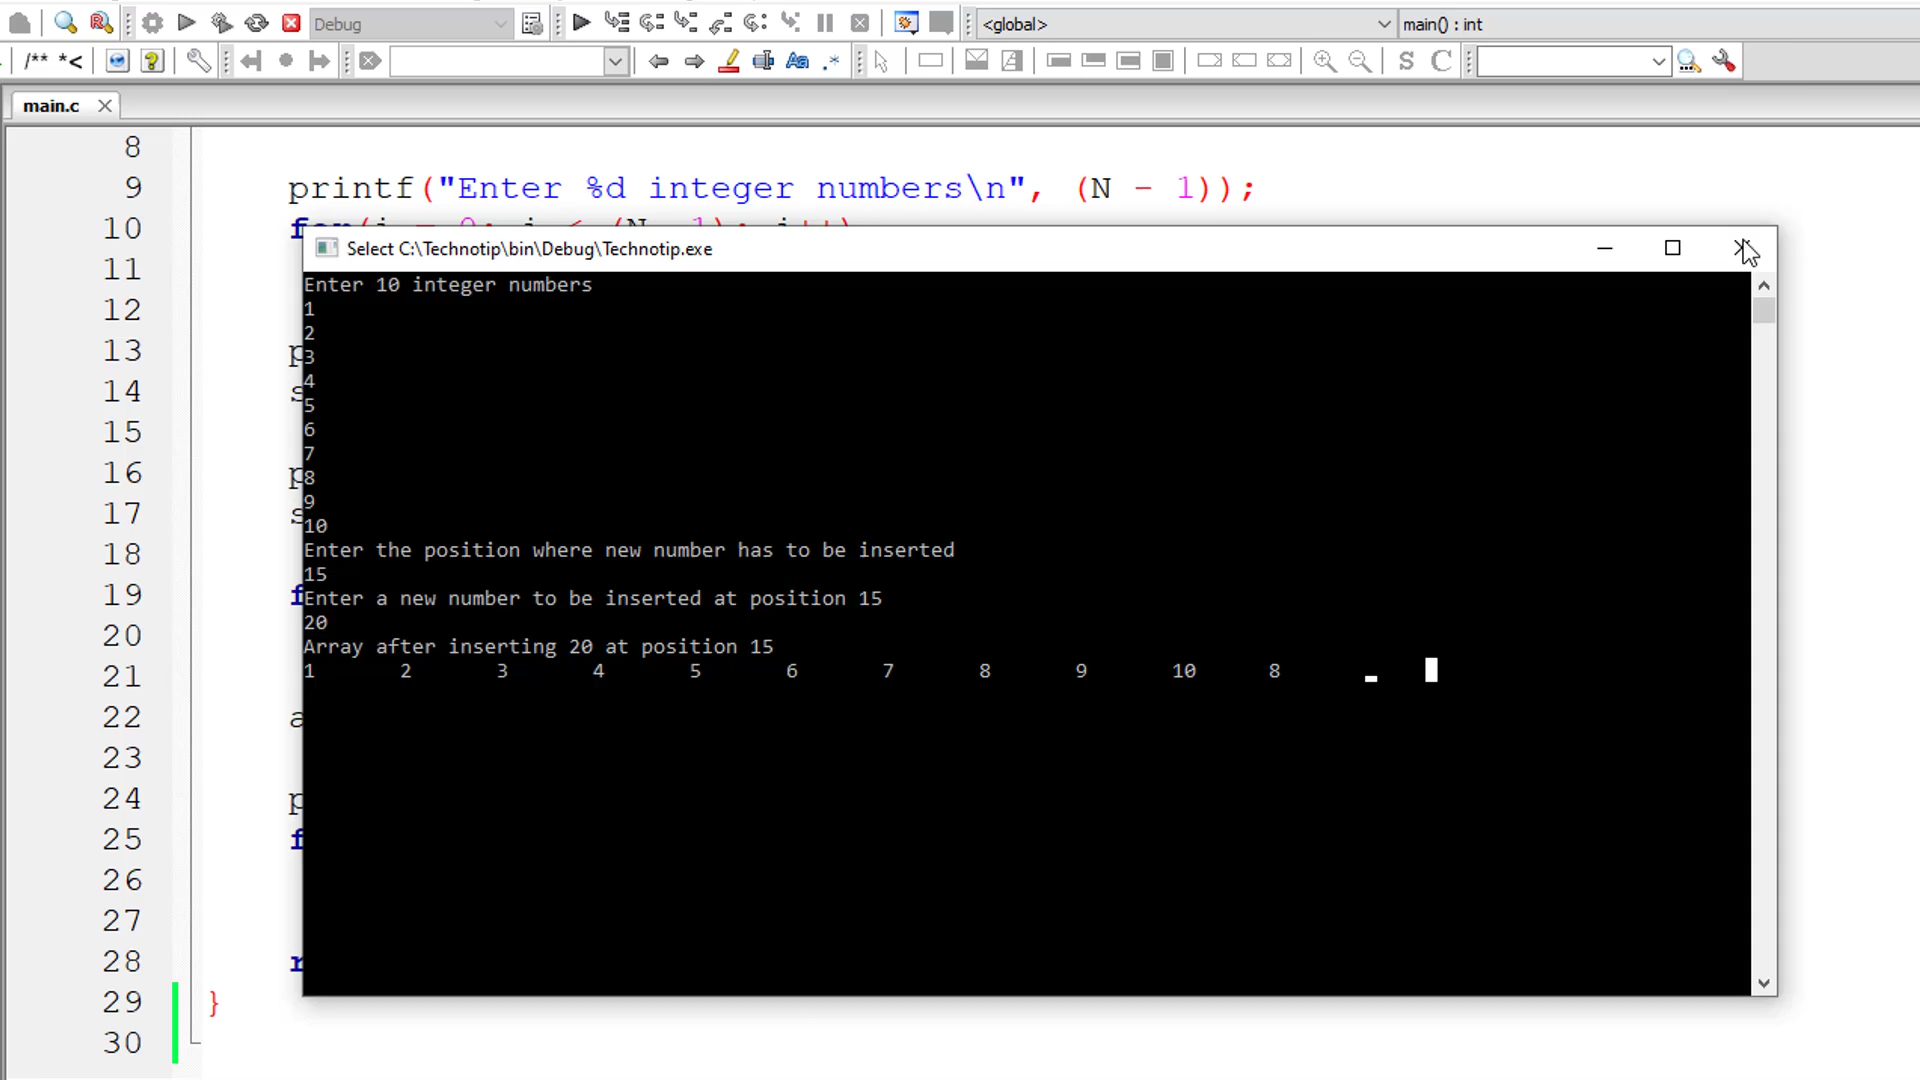 Debug
<global>
main() : int
/** *<
Aa
.*
S
C
main.c
8
9 printf("Enter %d integer numbers\n", (N - 1));
10
Select C:\Technotip\bin\Debug\Technotip.exe
11
12
13
14
15
16
17
18
19
20
21
22
23
24
25
26
27
28
29 }
30
Enter 10 integer numbers
1
2
3
4
5
6
7
8
9
10
Enter the position where new number has to be inserted
15
Enter a new number to be inserted at position 15
20
Array after inserting 20 at position 15
1 2 3 4 5 6 7 8 9 10 8